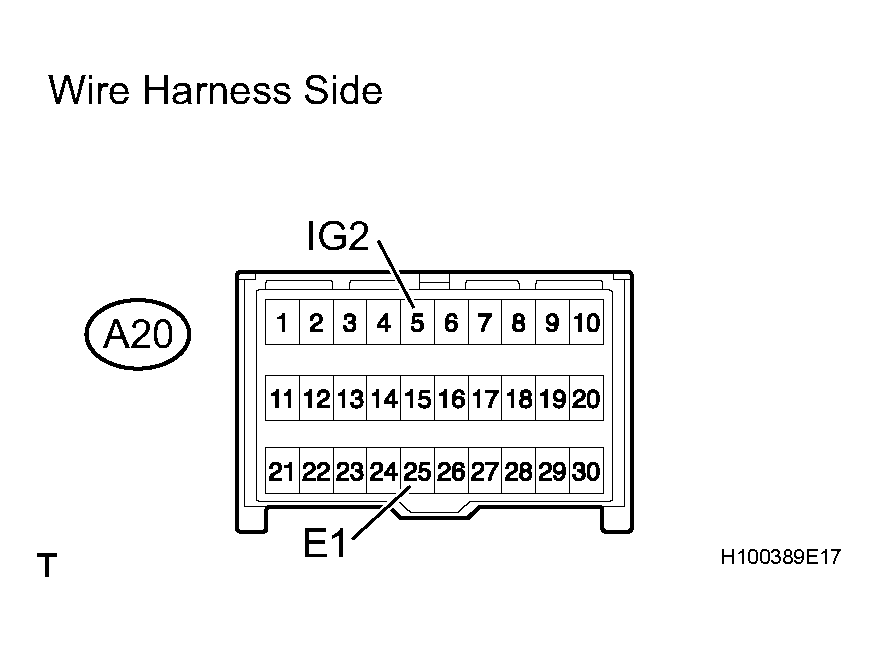 Wire Harness Side
IG2
A20
1 2 3 4 5 6 7 8 9 10
11 12 13 14 15 16 17 18 19 20
21 22 23 24 25 26 27 28 29 30
E1
T
H100389E17